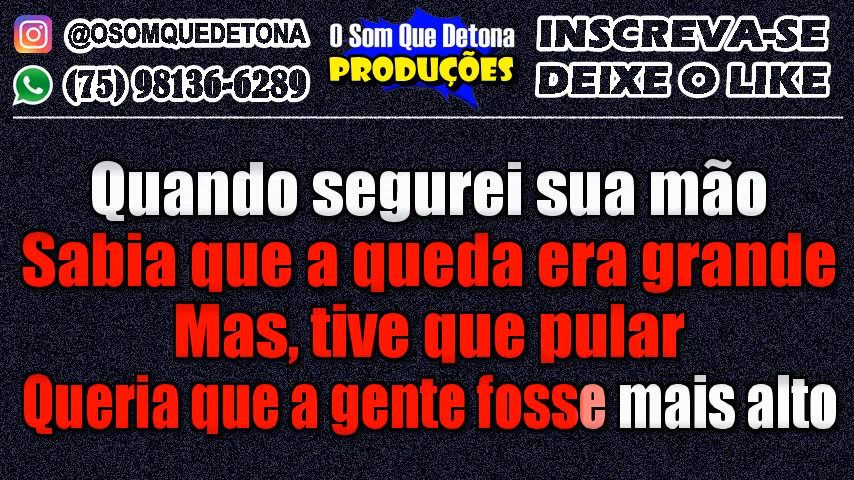 @OSOMQUEDETONA
(75) 98136-6289
O Som Que Detona
PRODUÇÕES
INSCREVA-SE
DEIXE O LIKE
Quando segurei sua mão
Sabia que a queda era grande
Mas, tive que pular
Queria que a gente fosse mais alto